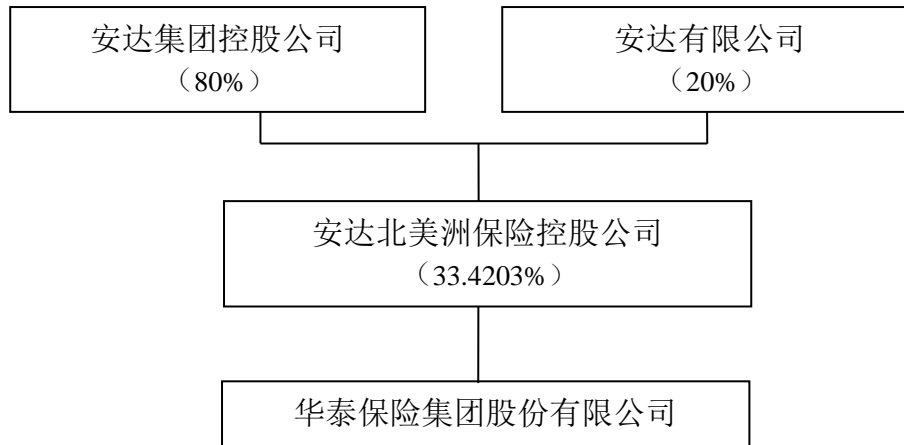 安达集团控股公司
（80%）
安达有限公司
（20%）
安达北美洲保险控股公司
（33.4203%）
华泰保险集团股份有限公司